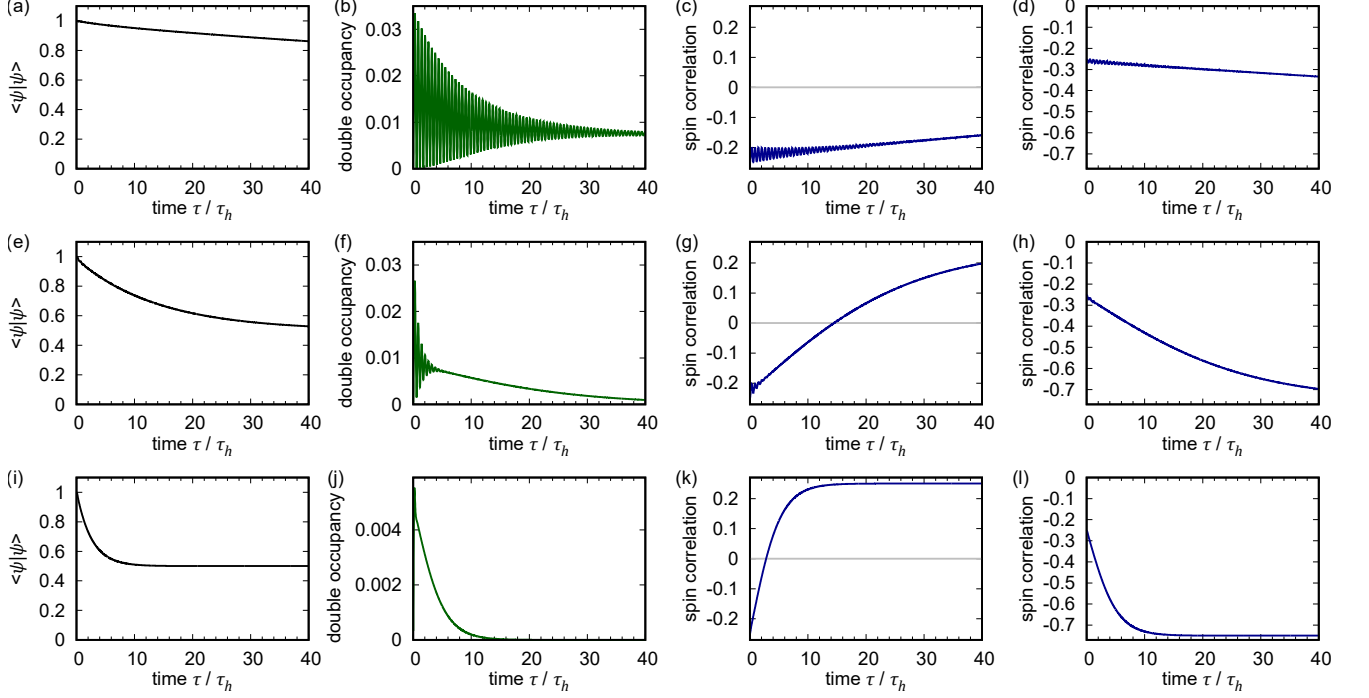 (a)
<ψ|ψ>
1
0.8
0.6
0.4
0.2
0
0 10 20 30 40
time τ / τh
(b)
double occupancy
0.03
0.02
0.01
0
0 10 20 30 40
time τ / τh
(c)
spin correlation
0.2
0.1
0
-0.1
-0.2
0 10 20 30 40
time τ / τh
(d)
spin correlation
0
-0.1
-0.2
-0.3
-0.4
-0.5
-0.6
-0.7
0 10 20 30 40
time τ / τh
(e)
<ψ|ψ>
1
0.8
0.6
0.4
0.2
0
0 10 20 30 40
time τ / τh
(f)
double occupancy
0.03
0.02
0.01
0
0 10 20 30 40
time τ / τh
(g)
spin correlation
0.2
0.1
0
-0.1
-0.2
0 10 20 30 40
time τ / τh
(h)
spin correlation
0
-0.1
-0.2
-0.3
-0.4
-0.5
-0.6
-0.7
0 10 20 30 40
time τ / τh
(i)
<ψ|ψ>
1
0.8
0.6
0.4
0.2
0
0 10 20 30 40
time τ / τh
(j)
double occupancy
0.004
0.002
0
0 10 20 30 40
time τ / τh
(k)
spin correlation
0.2
0.1
0
-0.1
-0.2
0 10 20 30 40
time τ / τh
(l)
spin correlation
0
-0.1
-0.2
-0.3
-0.4
-0.5
-0.6
-0.7
0 10 20 30 40
time τ / τh